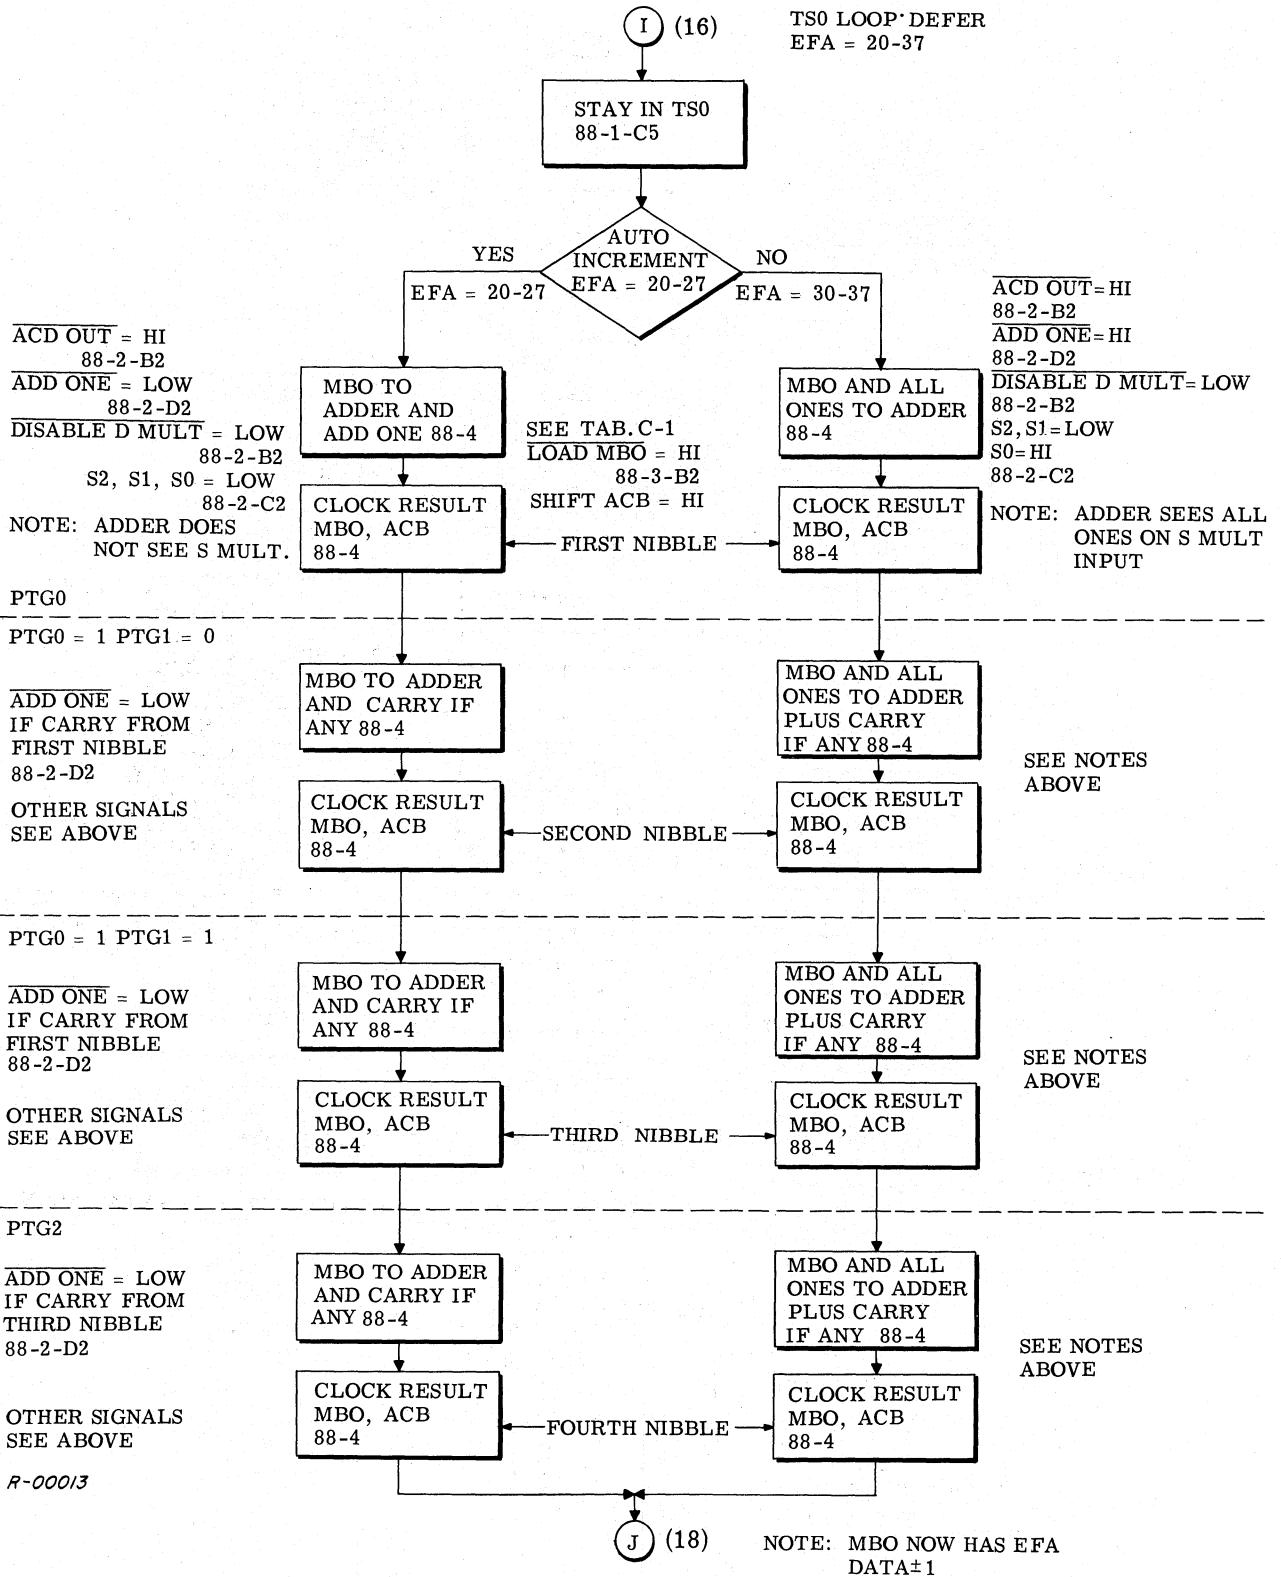 I (16)
TS0 LOOP DEFER
EFA = 20-37
STAY IN TS0
88-1-C5
AUTO
INCREMENT
EFA = 20-27
YES
EFA = 20-27
NO
EFA = 30-37
ACD OUT = HI
88-2-B2
ADD ONE = LOW
88-2-D2
DISABLE D MULT = LOW
88-2-B2
S2, S1, S0 = LOW
88-2-C2
NOTE: ADDER DOES
NOT SEE S MULT.
MBO TO
ADDER AND
ADD ONE 88-4
CLOCK RESULT
MBO, ACB
88-4
SEE TAB. C-1
LOAD MBO = HI
88-3-B2
SHIFT ACB = HI
FIRST NIBBLE
MBO AND ALL
ONES TO ADDER
88-4
CLOCK RESULT
MBO, ACB
88-4
ACD OUT = HI
88-2-B2
ADD ONE = HI
88-2-D2
DISABLE D MULT = LOW
88-2-B2
S2, S1 = LOW
S0 = HI
88-2-C2
NOTE: ADDER SEES ALL
ONES ON S MULT
INPUT
PTG0
PTG0 = 1 PTG1 = 0
ADD ONE = LOW
IF CARRY FROM
FIRST NIBBLE
88-2-D2
OTHER SIGNALS
SEE ABOVE
MBO TO ADDER
AND CARRY IF
ANY 88-4
CLOCK RESULT
MBO, ACB
88-4
SECOND NIBBLE
MBO AND ALL
ONES TO ADDER
PLUS CARRY
IF ANY 88-4
CLOCK RESULT
MBO, ACB
88-4
SEE NOTES
ABOVE
PTG0 = 1 PTG1 = 1
ADD ONE = LOW
IF CARRY FROM
FIRST NIBBLE
88-2-D2
OTHER SIGNALS
SEE ABOVE
MBO TO ADDER
AND CARRY IF
ANY 88-4
CLOCK RESULT
MBO, ACB
88-4
THIRD NIBBLE
MBO AND ALL
ONES TO ADDER
PLUS CARRY
IF ANY 88-4
CLOCK RESULT
MBO, ACB
88-4
SEE NOTES
ABOVE
PTG2
ADD ONE = LOW
IF CARRY FROM
THIRD NIBBLE
88-2-D2
OTHER SIGNALS
SEE ABOVE
MBO TO ADDER
AND CARRY IF
ANY 88-4
CLOCK RESULT
MBO, ACB
88-4
FOURTH NIBBLE
MBO AND ALL
ONES TO ADDER
PLUS CARRY
IF ANY 88-4
CLOCK RESULT
MBO, ACB
88-4
SEE NOTES
ABOVE
R-00013
J (18)
NOTE: MBO NOW HAS EFA
DATA±1